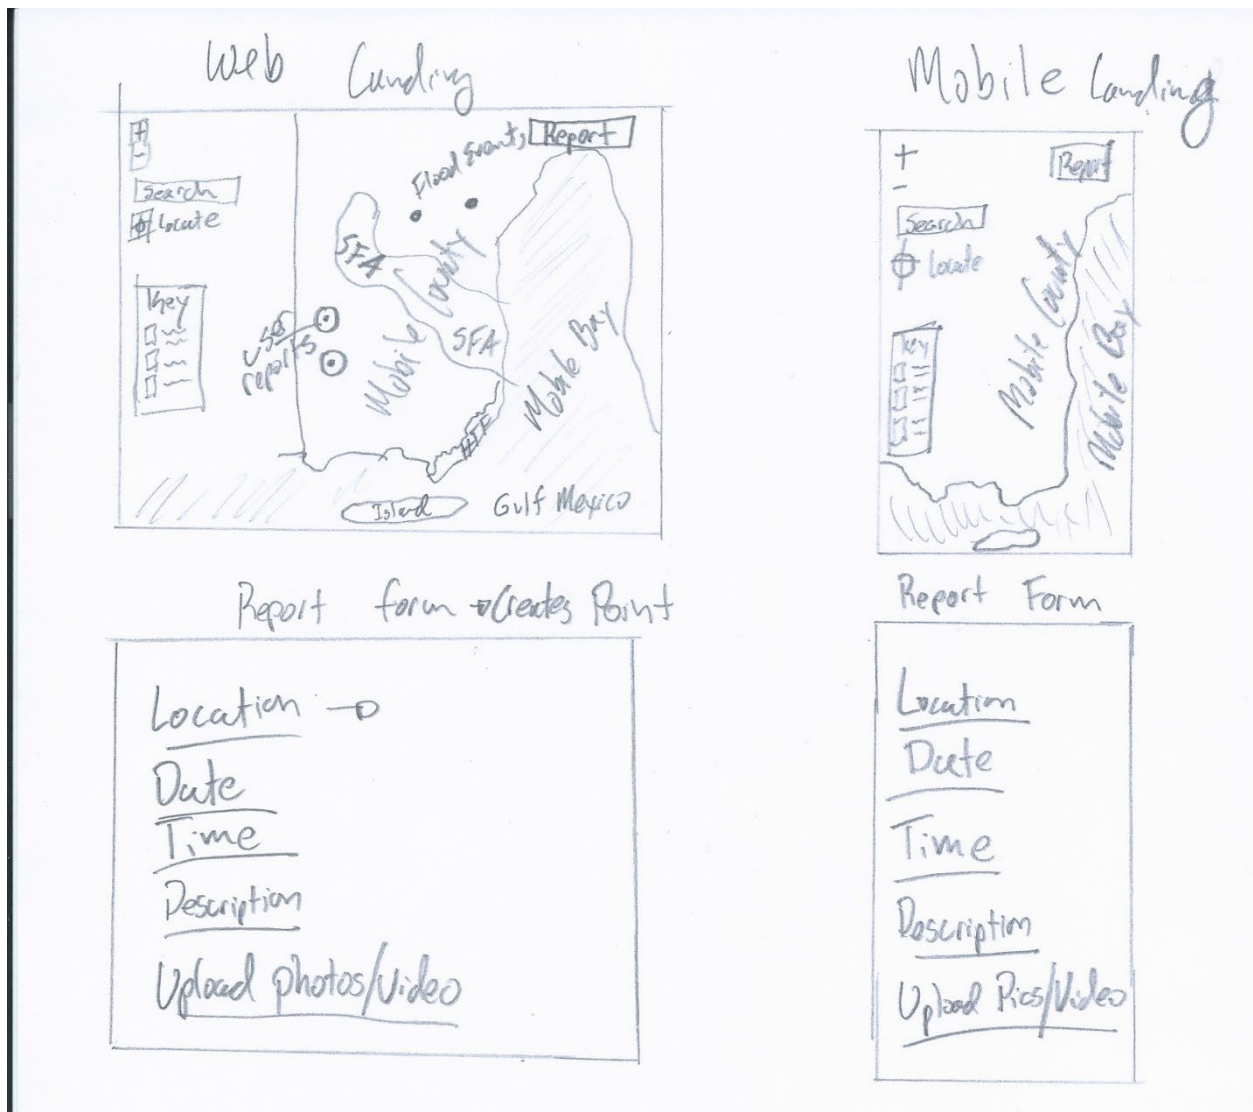 Web Landing
+
-
Report
Flood Events
Search
Locate
SFA
Mobile County
Key
user
reports
SFA
Mobile Bay
HTF
Island
Gulf Mexico
Mobile Landing
+
-
Report
Search
Locate
Key
Mobile County
Mobile Bay
Report form → Creates Point
Location →
Date
Time
Description
Upload photos/video
Report Form
Location
Date
Time
Description
Upload Pics/Video